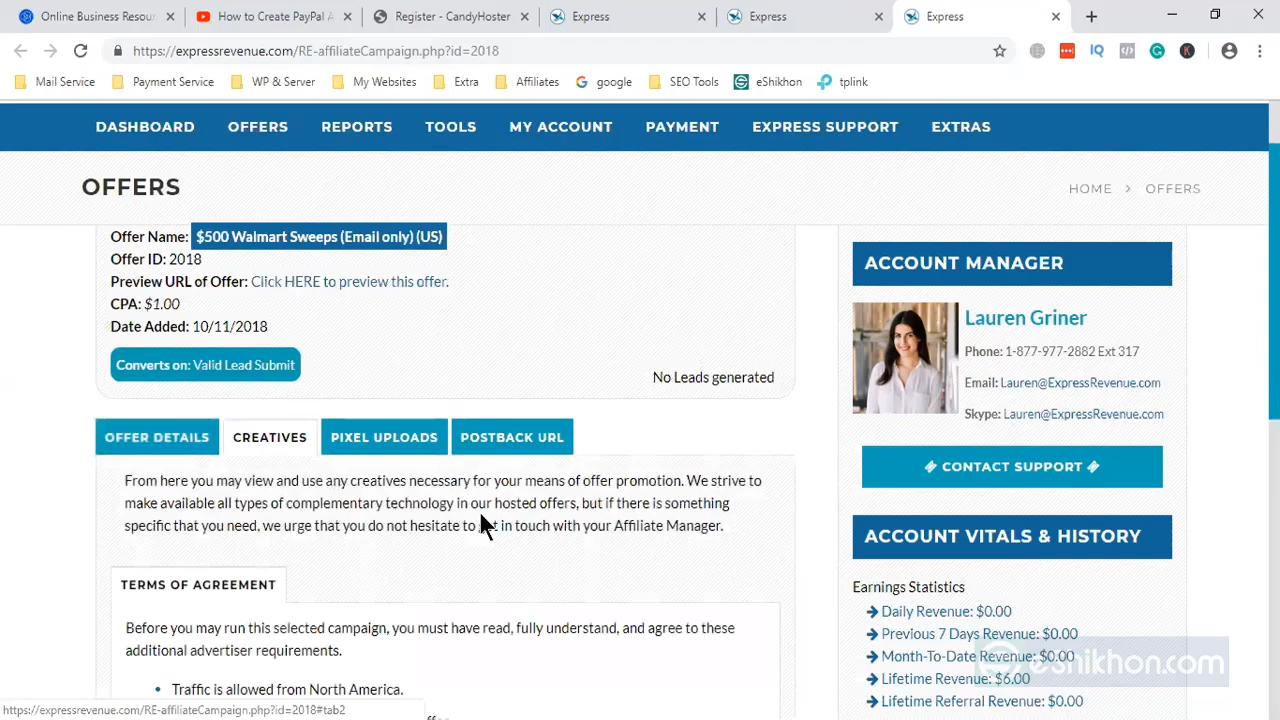 Online Business Resou
How to Create PayPal A
Register - CandyHoster
Express
Express
Express
https://expressrevenue.com/RE-affiliateCampaign.php?id=2018
Mail Service
Payment Service
WP & Server
My Websites
Extra
Affiliates
google
SEO Tools
eShikhon
tplink
DASHBOARD
OFFERS
REPORTS
TOOLS
MY ACCOUNT
PAYMENT
EXPRESS SUPPORT
EXTRAS
OFFERS
HOME > OFFERS
Offer Name: $500 Walmart Sweeps (Email only) (US)
Offer ID: 2018
Preview URL of Offer: Click HERE to preview this offer.
CPA: $1.00
Date Added: 10/11/2018
Converts on: Valid Lead Submit
No Leads generated
OFFER DETAILS
CREATIVES
PIXEL UPLOADS
POSTBACK URL
From here you may view and use any creatives necessary for your means of offer promotion. We strive to
make available all types of complementary technology in our hosted offers, but if there is something
specific that you need, we urge that you do not hesitate to get in touch with your Affiliate Manager.
TERMS OF AGREEMENT
Before you may run this selected campaign, you must have read, fully understand, and agree to these
additional advertiser requirements.
• Traffic is allowed from North America.
https://expressrevenue.com/RE-affiliateCampaign.php?id=2018#tab2
ACCOUNT MANAGER
Lauren Griner
Phone: 1-877-977-2882 Ext 317
Email: Lauren@ExpressRevenue.com
Skype: Lauren@ExpressRevenue.com
CONTACT SUPPORT
ACCOUNT VITALS & HISTORY
Earnings Statistics
Daily Revenue: $0.00
Previous 7 Days Revenue: $0.00
Month-To-Date Revenue: $0.00
Lifetime Revenue: $6.00
Lifetime Referral Revenue: $0.00
eshikhon.com